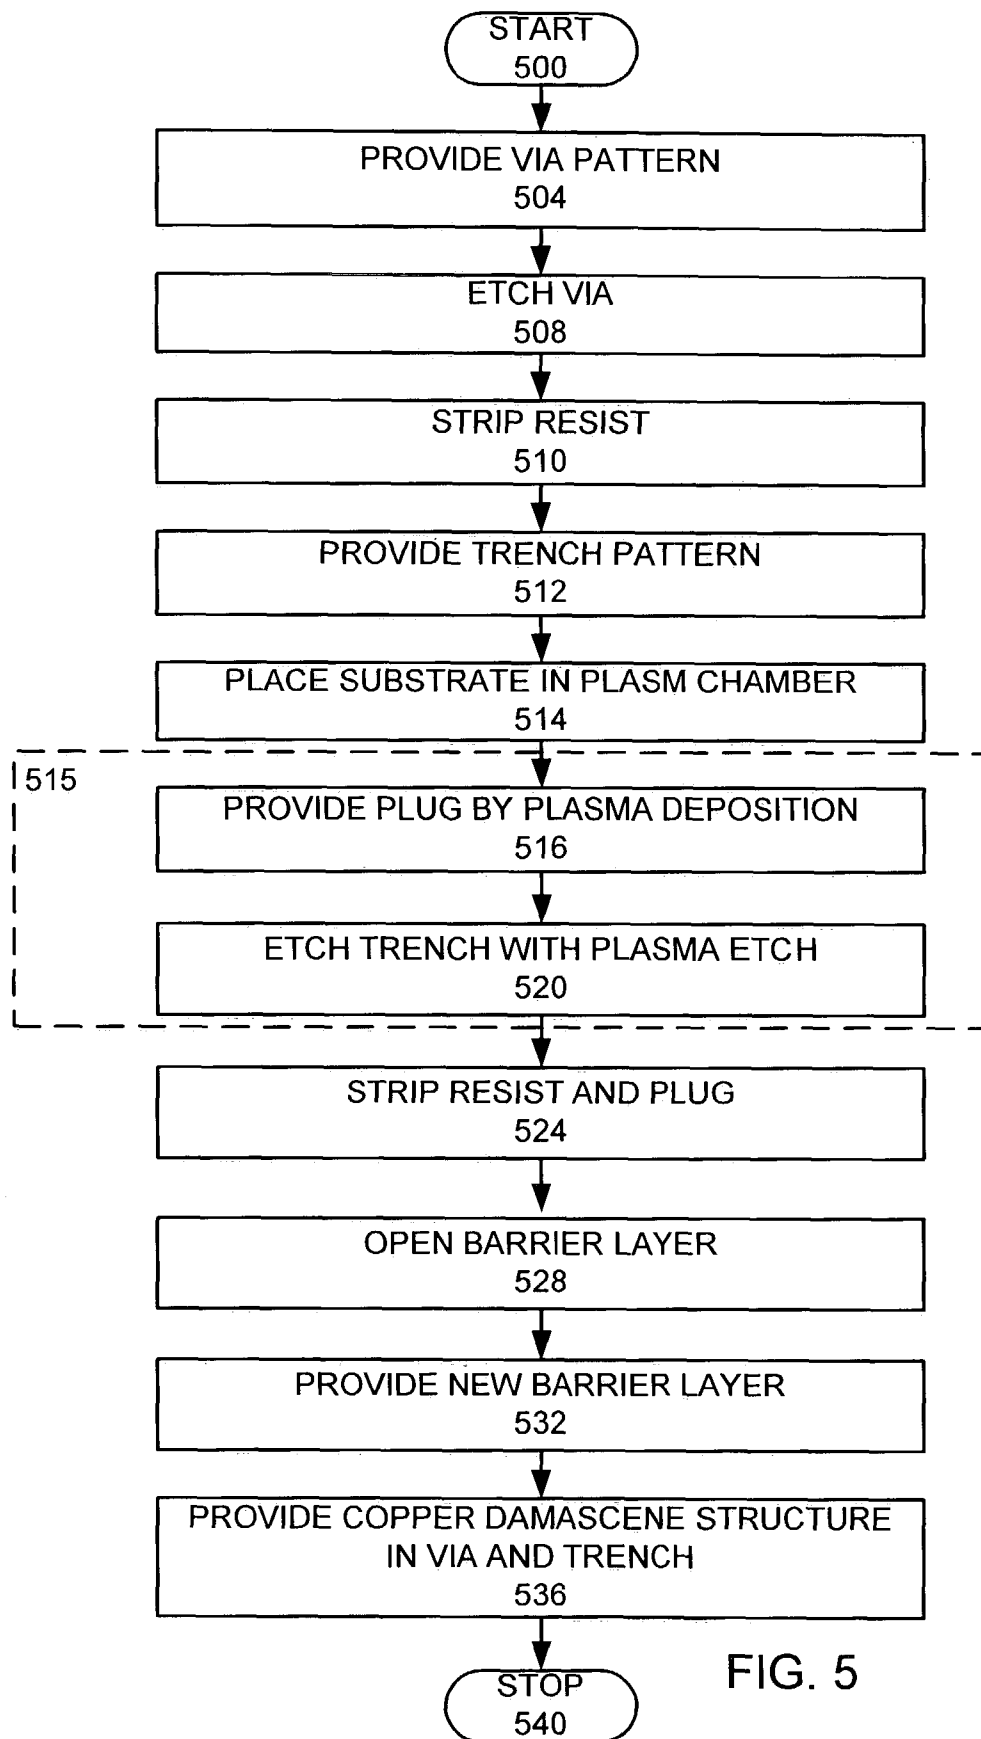 START
500
PROVIDE VIA PATTERN
504
ETCH VIA
508
STRIP RESIST
510
PROVIDE TRENCH PATTERN
512
PLACE SUBSTRATE IN PLASM CHAMBER
514
515
PROVIDE PLUG BY PLASMA DEPOSITION
516
ETCH TRENCH WITH PLASMA ETCH
520
STRIP RESIST AND PLUG
524
OPEN BARRIER LAYER
528
PROVIDE NEW BARRIER LAYER
532
PROVIDE COPPER DAMASCENE STRUCTURE
IN VIA AND TRENCH
536
FIG. 5
STOP
540